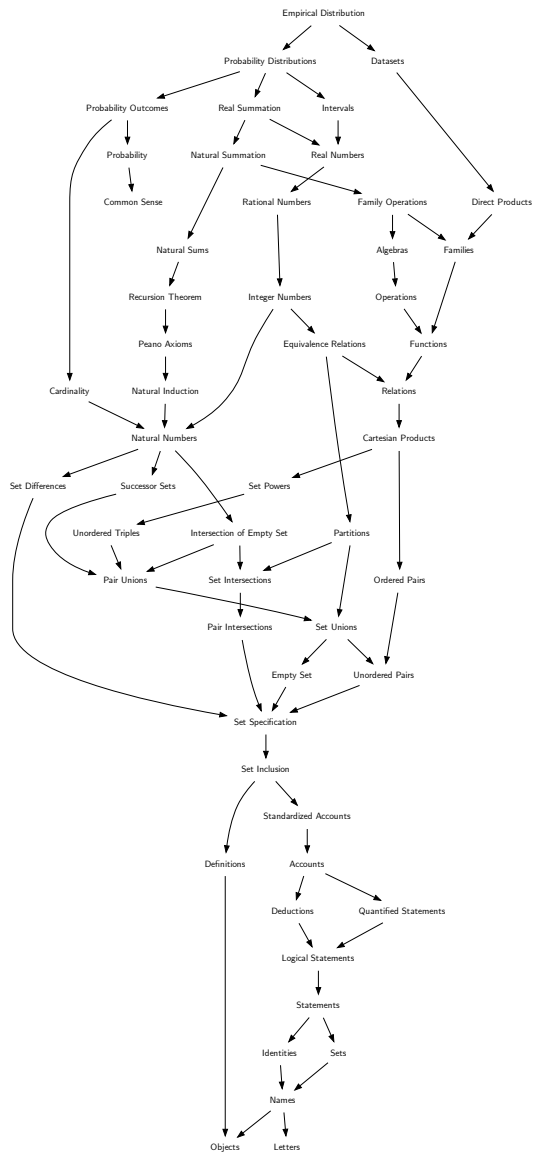 Empirical Distribution
Probability Distributions
Datasets
Probability Outcomes
Real Summation
Intervals
Probability
Natural Summation
Real Numbers
Common Sense
Rational Numbers
Family Operations
Direct Products
Natural Sums
Algebras
Families
Recursion Theorem
Integer Numbers
Operations
Peano Axioms
Equivalence Relations
Functions
Cardinality
Natural Induction
Relations
Natural Numbers
Cartesian Products
Set Differences
Successor Sets
Set Powers
Unordered Triples
Intersection of Empty Set
Partitions
Pair Unions
Set Intersections
Ordered Pairs
Pair Intersections
Set Unions
Empty Set
Unordered Pairs
Set Specification
Set Inclusion
Standardized Accounts
Definitions
Accounts
Deductions
Quantified Statements
Logical Statements
Statements
Identities
Sets
Names
Objects
Letters